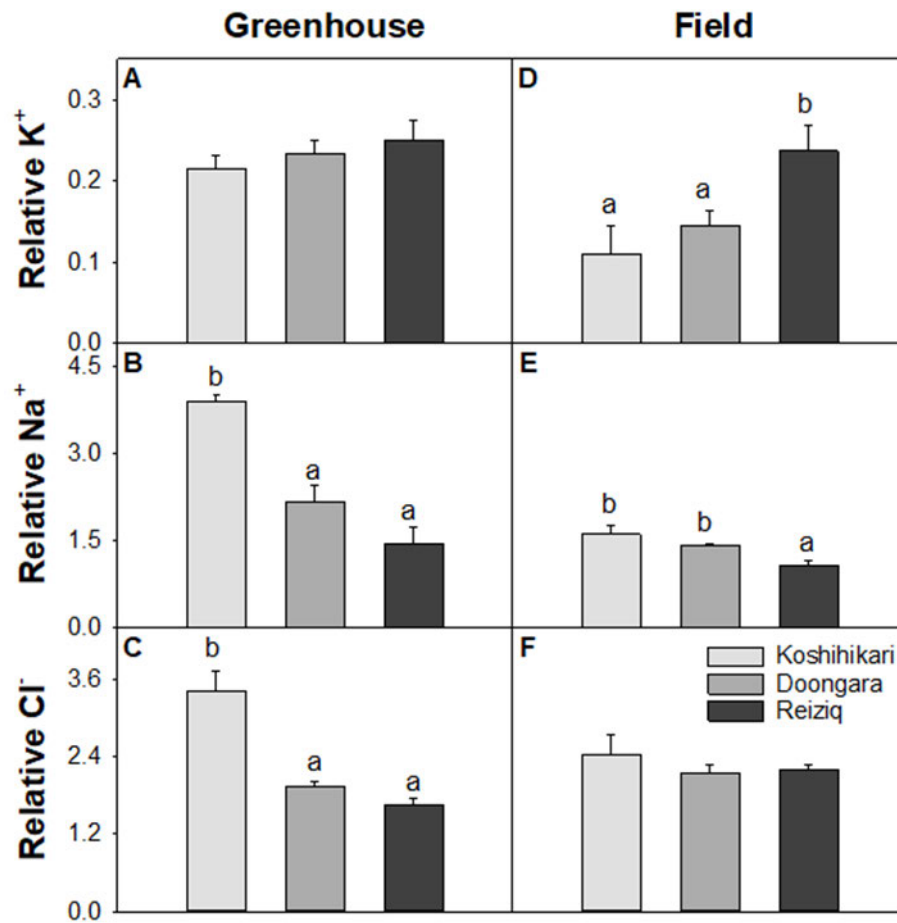 Greenhouse
Field
A
D
Relative K⁺
0.3
0.2
0.1
0.0
a
a
b
B
E
Relative Na⁺
4.5
3.0
1.5
0.0
b
a
a
b
b
a
C
F
Relative Cl⁻
3.6
2.4
1.2
0.0
b
a
a
Koshihikari
Doongara
Reiziq